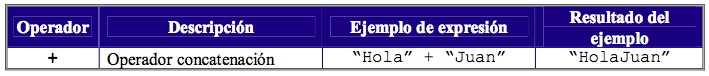 Operador Descripción Ejemplo de expresión Resultado del ejemplo
+ Operador concatenación “Hola” + “Juan” “HolaJuan”